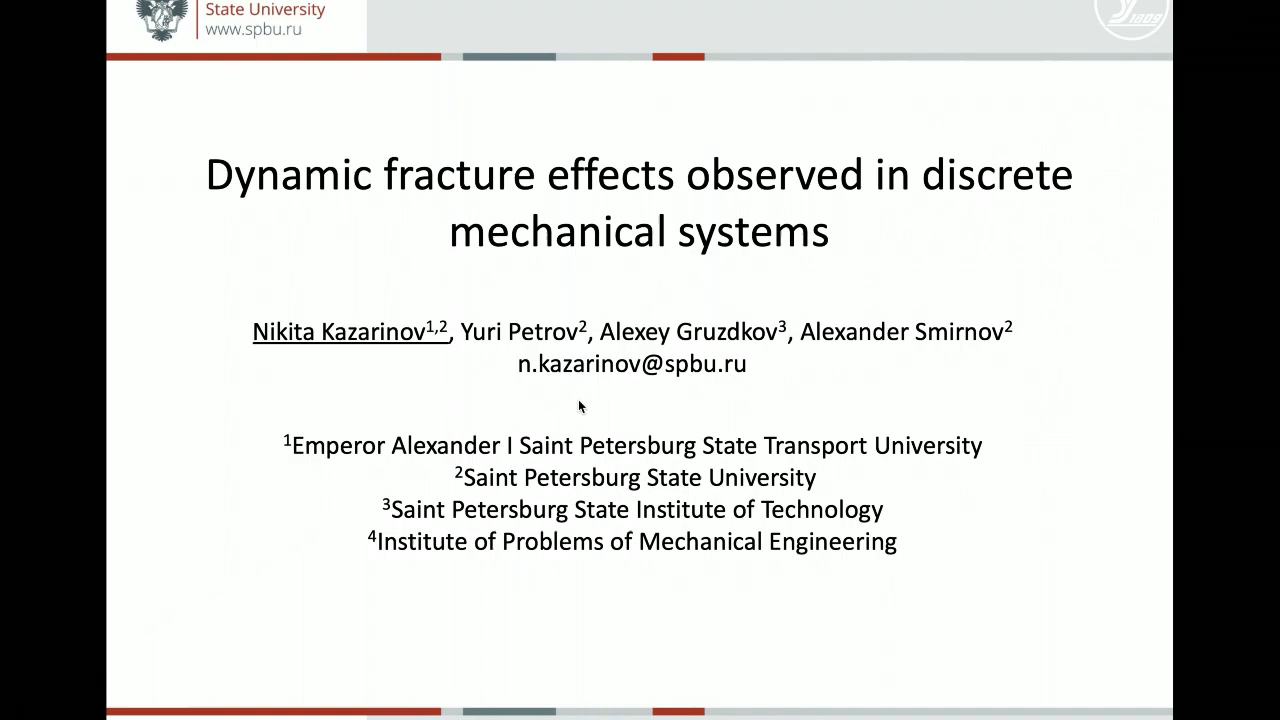 State University
www.spbu.ru
1809
Dynamic fracture effects observed in discrete
mechanical systems
Nikita Kazarinov1,2, Yuri Petrov2, Alexey Gruzdkov3, Alexander Smirnov2
n.kazarinov@spbu.ru
1Emperor Alexander I Saint Petersburg State Transport University
2Saint Petersburg State University
3Saint Petersburg State Institute of Technology
4Institute of Problems of Mechanical Engineering